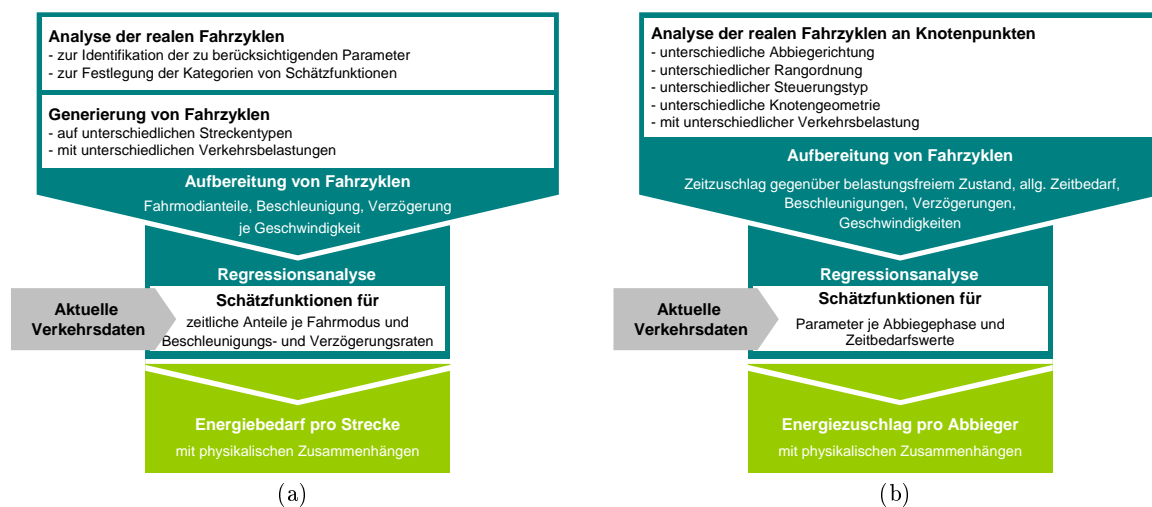 Analyse der realen Fahrzyklen
- zur Identifikation der zu berücksichtigenden Parameter
- zur Festlegung der Kategorien von Schätzfunktionen
Generierung von Fahrzyklen
- auf unterschiedlichen Streckentypen
- mit unterschiedlichen Verkehrsbelastungen
Aufbereitung von Fahrzyklen
Fahrmodianteile, Beschleunigung, Verzögerung
je Geschwindigkeit
Regressionsanalyse
Aktuelle
Verkehrsdaten
Schätzfunktionen für
zeitliche Anteile je Fahrmodus und
Beschleunigungs- und Verzögerungsraten
Energiebedarf pro Strecke
mit physikalischen Zusammenhängen
(a)
Analyse der realen Fahrzyklen an Knotenpunkten
- unterschiedliche Abbiegerichtung
- unterschiedlicher Rangordnung
- unterschiedlicher Steuerungstyp
- unterschiedliche Knotengeometrie
- mit unterschiedlicher Verkehrsbelastung
Aufbereitung von Fahrzyklen
Zeitzuschlag gegenüber belastungsfreiem Zustand, allg. Zeitbedarf,
Beschleunigungen, Verzögerungen,
Geschwindigkeiten
Regressionsanalyse
Aktuelle
Verkehrsdaten
Schätzfunktionen für
Parameter je Abbiegephase und
Zeitbedarfswerte
Energiezuschlag pro Abbieger
mit physikalischen Zusammenhängen
(b)